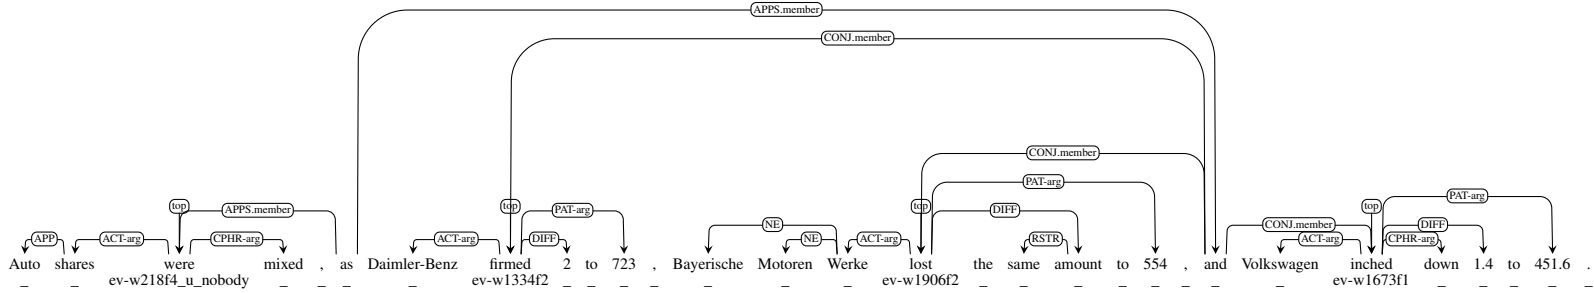 APPS.member
CONJ.member
CONJ.member
PAT-arg
PAT-arg
top APPS.member top PAT-arg top DIFF top
NE CONJ.member DIFF
APP ACT-arg CPHR-arg ACT-arg DIFF NE ACT-arg RSTR ACT-arg CPHR-arg
Auto shares were mixed , as Daimler-Benz firmed 2 to 723 , Bayerische Motoren Werke lost the same amount to 554 , and Volkswagen inched down 1.4 to 451.6 .
_ _ ev-w218f4_u_nobody _ _ _ _ ev-w1334f2 _ _ _ _ _ _ _ ev-w1906f2 _ _ _ _ _ _ _ _ ev-w1673f1 _ _ _ _ _